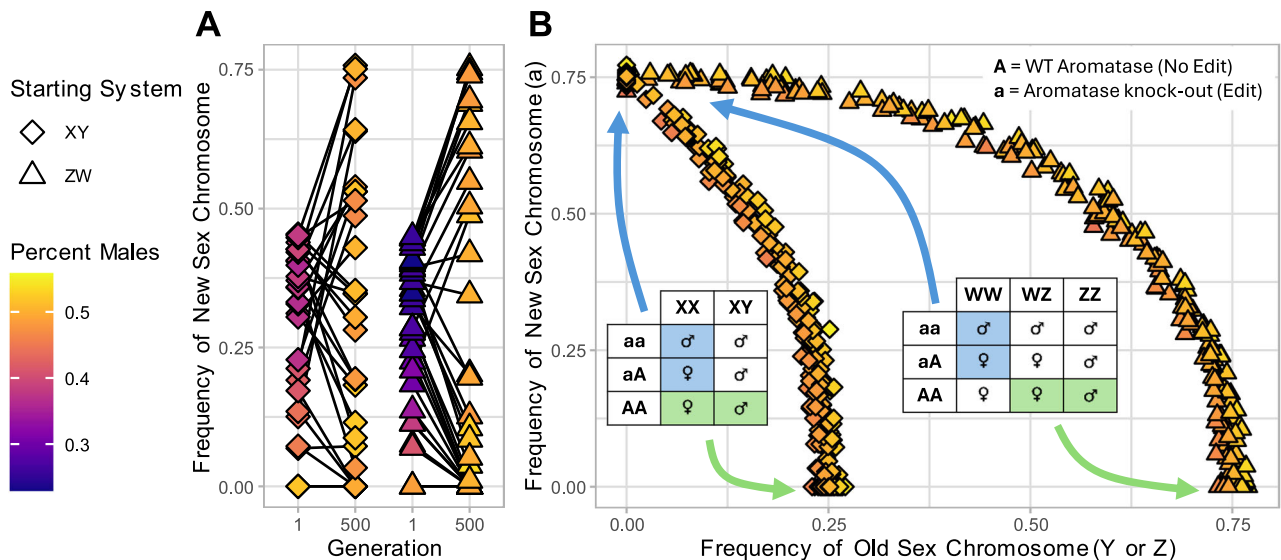 A
B
Starting System
XY
ZW
Percent Males
0.5
0.4
0.3
Frequency of New Sex Chromosome
0.75
0.50
0.25
0.00
1 500 1 500
Generation
Frequency of New Sex Chromosome (a)
0.75
0.50
0.25
0.00
A = WT Aromatase (No Edit)
a = Aromatase knock-out (Edit)
XX XY
aa ♂ ♂
aA ♀ ♂
AA ♀ ♂
WW WZ ZZ
aa ♂ ♂ ♂
aA ♀ ♀ ♂
AA ♀ ♀ ♂
0.00 0.25 0.50 0.75
Frequency of Old Sex Chromosome (Y or Z)